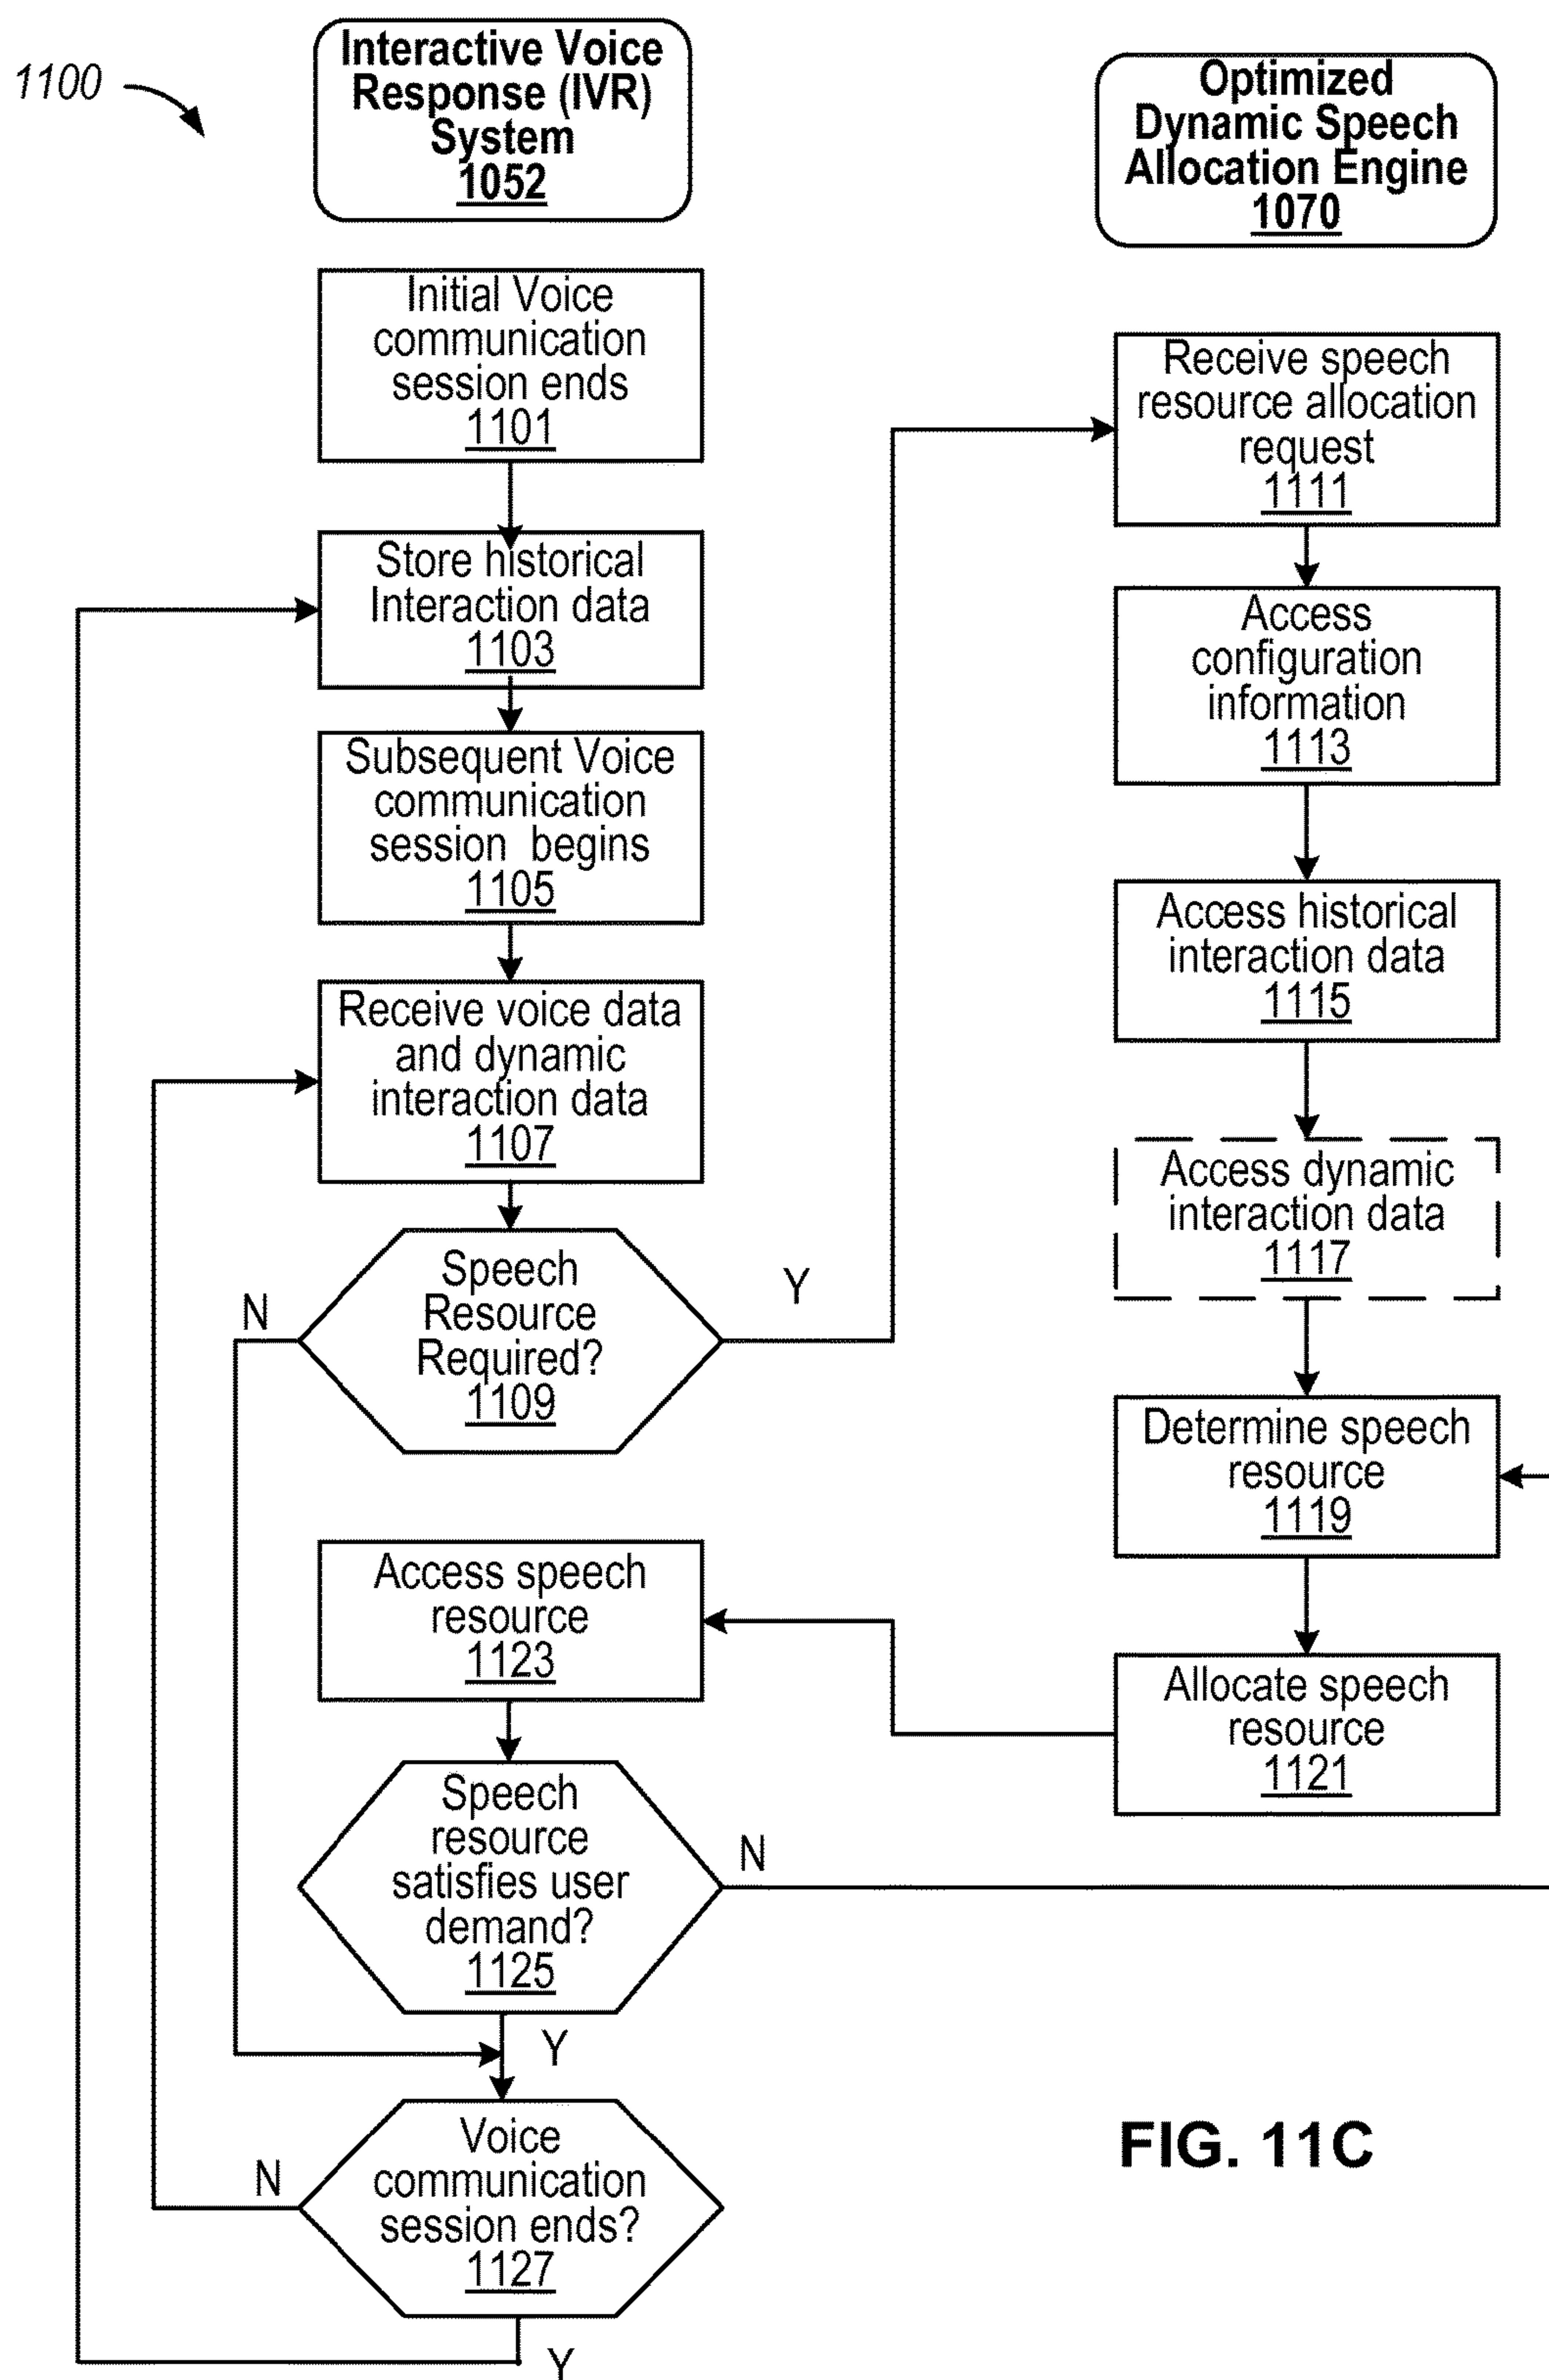 1100
Interactive Voice
Response (IVR)
System
1052
Optimized
Dynamic Speech
Allocation Engine
1070
Initial Voice
communication
session ends
1101
Store historical
Interaction data
1103
Subsequent Voice
communication
session begins
1105
Receive voice data
and dynamic
interaction data
1107
Speech
Resource
Required?
1109
N
Y
Receive speech
resource allocation
request
1111
Access
configuration
information
1113
Access historical
interaction data
1115
Access dynamic
interaction data
1117
Determine speech
resource
1119
Allocate speech
resource
1121
Access speech
resource
1123
Speech
resource
satisfies user
demand?
1125
N
Y
Voice
communication
session ends?
1127
N
Y
FIG. 11C